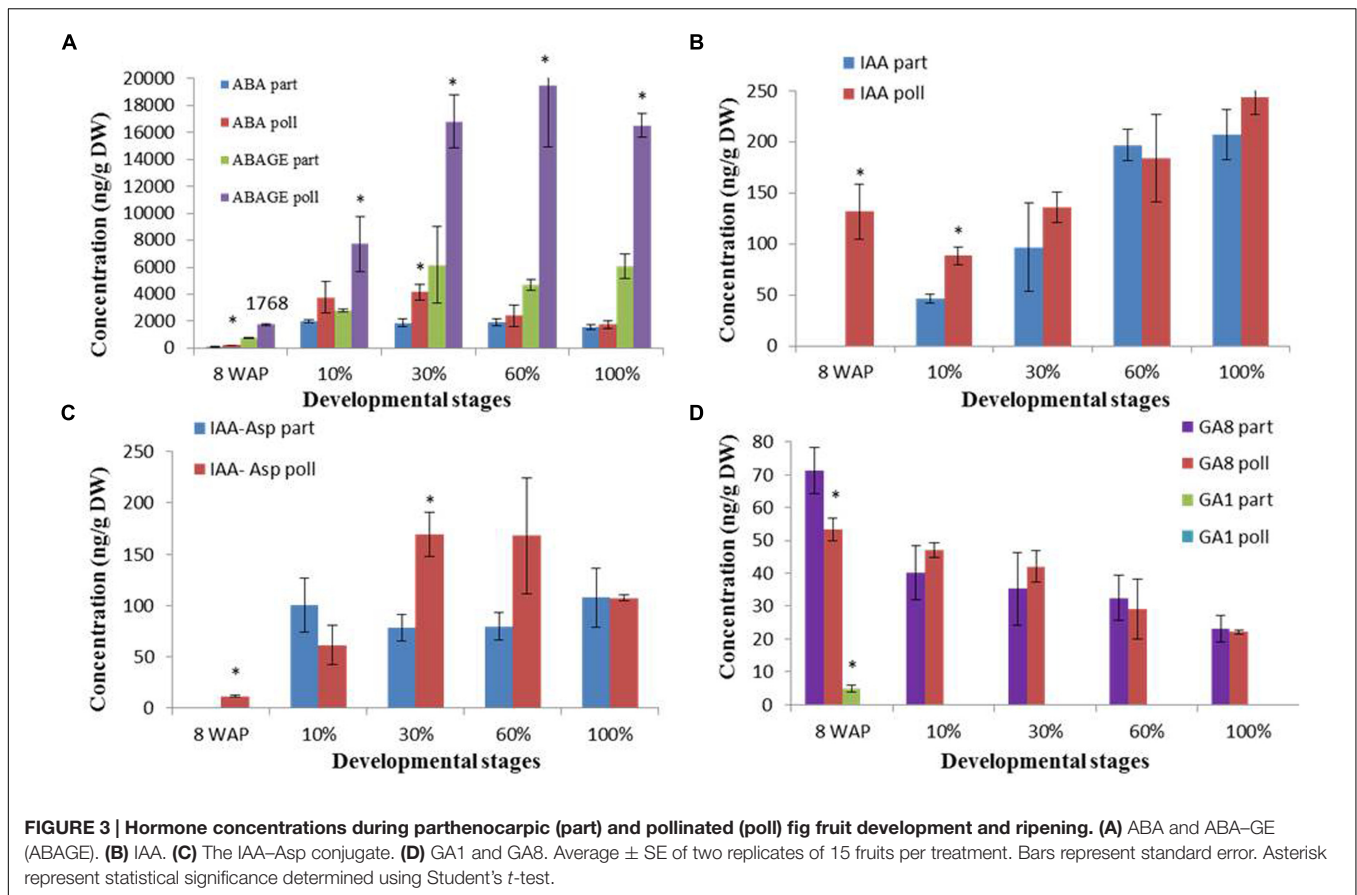 A
Concentration (ng/g DW)
20000
18000
16000
14000
12000
10000
8000
6000
4000
2000
0
ABA part
ABA poll
ABAGE part
ABAGE poll
*
1768
*
*
*
*
*
8 WAP 10% 30% 60% 100%
Developmental stages
B
IAA part
IAA poll
Concentration (ng/g DW)
250
200
150
100
50
0
*
*
8 WAP 10% 30% 60% 100%
Developmental stages
C
IAA-Asp part
IAA- Asp poll
Concentration (ng/g DW)
250
200
150
100
50
0
*
*
8 WAP 10% 30% 60% 100%
Developmental stages
D
GA8 part
GA8 poll
GA1 part
GA1 poll
Concentration (ng/g DW)
80
70
60
50
40
30
20
10
0
*
*
8 WAP 10% 30% 60% 100%
Developmental stages
FIGURE 3 | Hormone concentrations during parthenocarpic (part) and pollinated (poll) fig fruit development and ripening. (A) ABA and ABA–GE
(ABAGE). (B) IAA. (C) The IAA–Asp conjugate. (D) GA1 and GA8. Average ± SE of two replicates of 15 fruits per treatment. Bars represent standard error. Asterisk
represent statistical significance determined using Student's t-test.